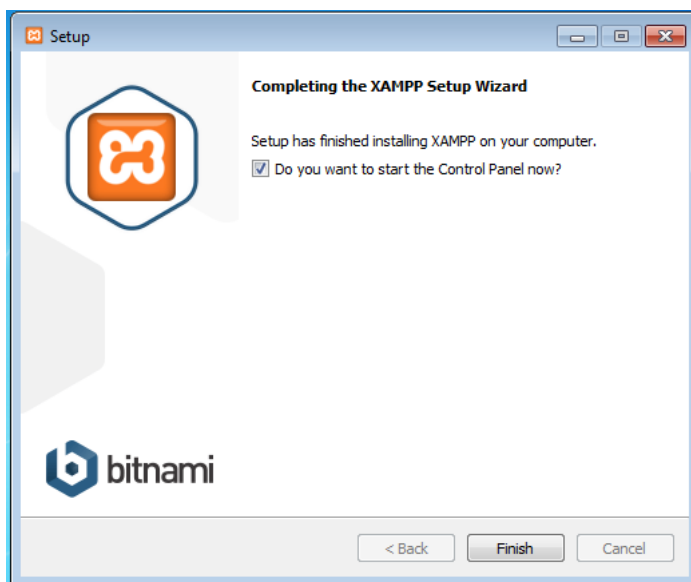 Setup
Completing the XAMPP Setup Wizard
Setup has finished installing XAMPP on your computer.
Do you want to start the Control Panel now?
bitnami
< Back
Finish
Cancel